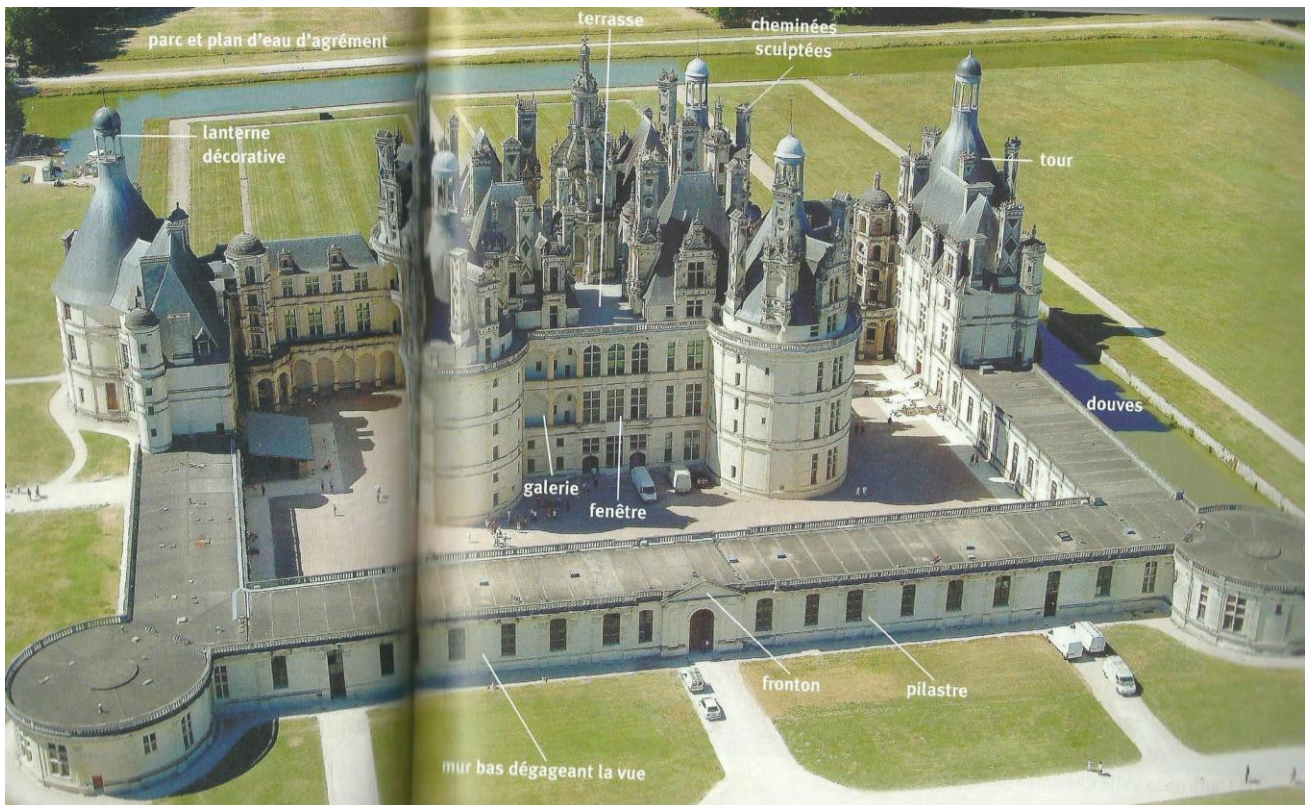 terrasse
cheminées
sculptées
parc et plan d'eau d'agrément
lanterne
décorative
tour
douves
galerie
fenêtre
fronton
pilastre
mur bas dégageant la vue